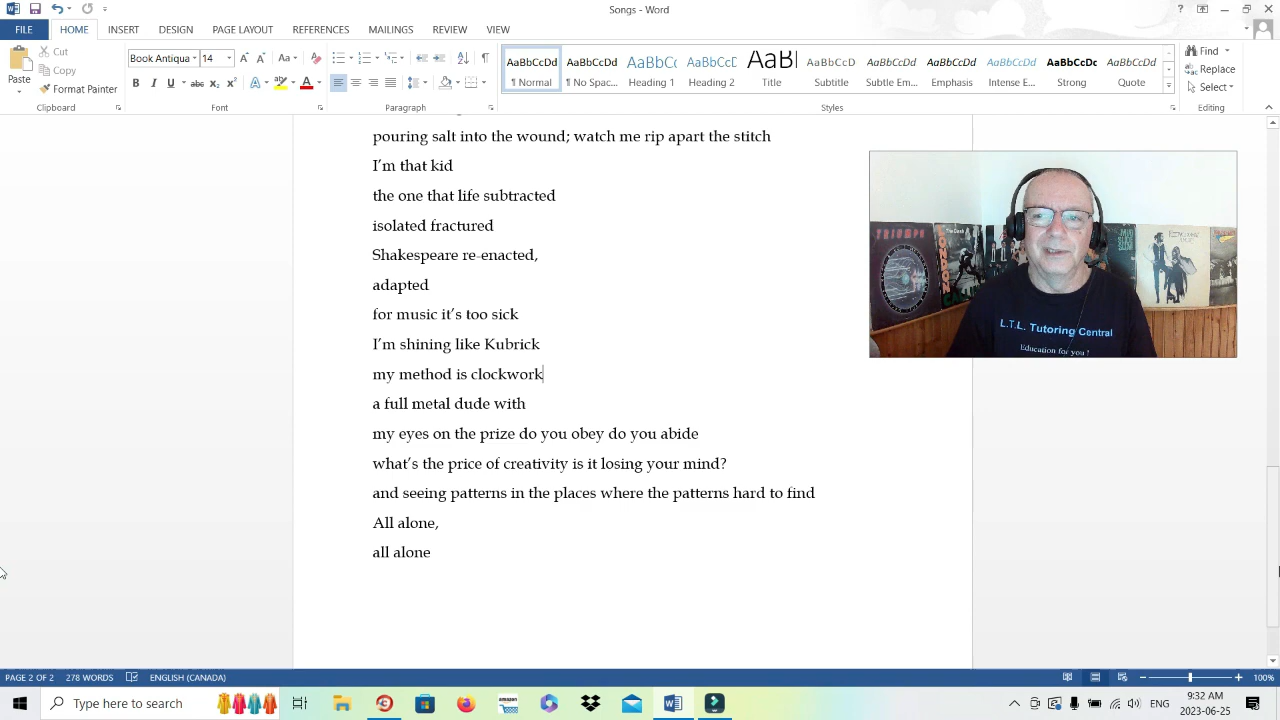 Songs - Word
FILE HOME INSERT DESIGN PAGE LAYOUT REFERENCES MAILINGS REVIEW VIEW
Paste
Cut
Copy
Format Painter
Clipboard
Book Antiqua 14
Font
Paragraph
AaBbCcDd AaBbCcDd AaBbCc AaBbCcC AaBl AaBbCcD AaBbCcDd AaBbCcDd AaBbCcDd AaBbCcDc AaBbCcDd
¶ Normal ¶ No Spac... Heading 1 Heading 2 Title Subtitle Subtle Em... Emphasis Intense E... Strong Quote
Styles
Find
Replace
Select
Editing
pouring salt into the wound; watch me rip apart the stitch
I’m that kid
the one that life subtracted
isolated fractured
Shakespeare re-enacted,
adapted
for music it’s too sick
I’m shining like Kubrick
my method is clockwork
a full metal dude with
my eyes on the prize do you obey do you abide
what’s the price of creativity is it losing your mind?
and seeing patterns in the places where the patterns hard to find
All alone,
all alone
TRIUMPH
L.T.L. Tutoring Central
Education for you !
PAGE 2 OF 2 278 WORDS ENGLISH (CANADA) 100%
Type here to search
amazon
ENG
9:32 AM
2023-06-25